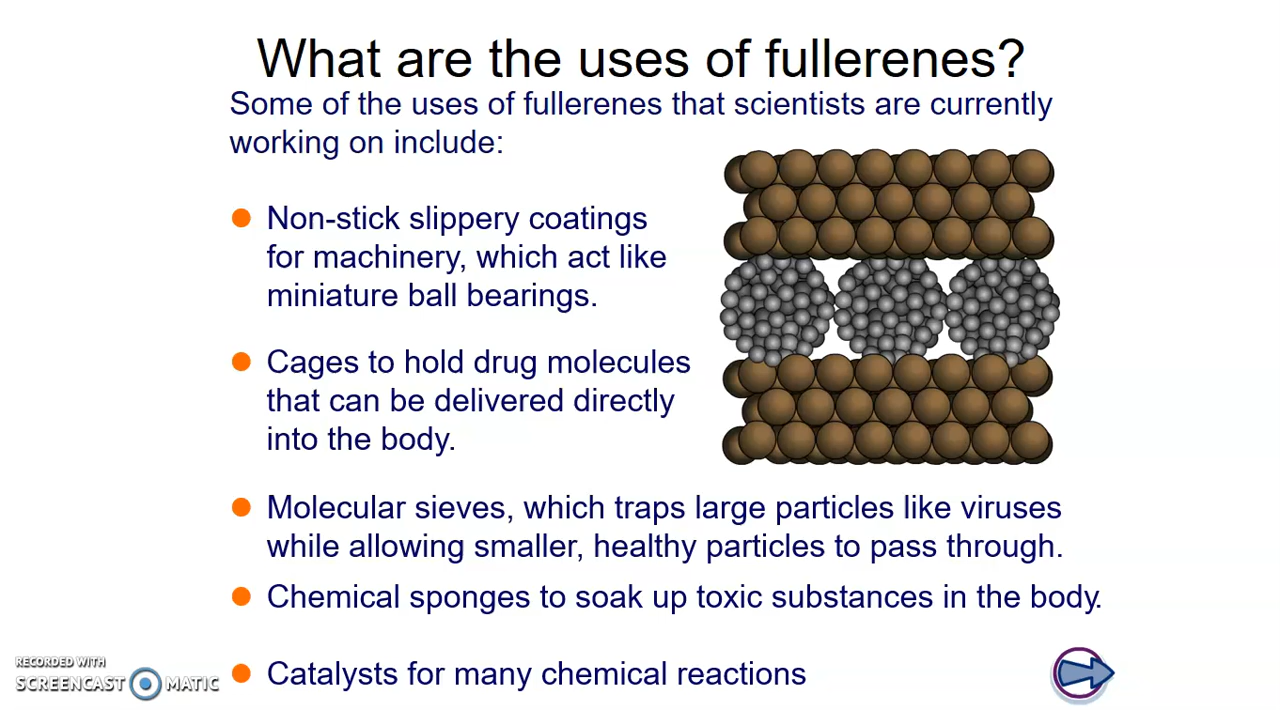 What are the uses of fullerenes?
Some of the uses of fullerenes that scientists are currently
working on include:
Non-stick slippery coatings
for machinery, which act like
miniature ball bearings.
Cages to hold drug molecules
that can be delivered directly
into the body.
Molecular sieves, which traps large particles like viruses
while allowing smaller, healthy particles to pass through.
Chemical sponges to soak up toxic substances in the body.
Catalysts for many chemical reactions
RECORDED WITH
SCREENCAST MATIC